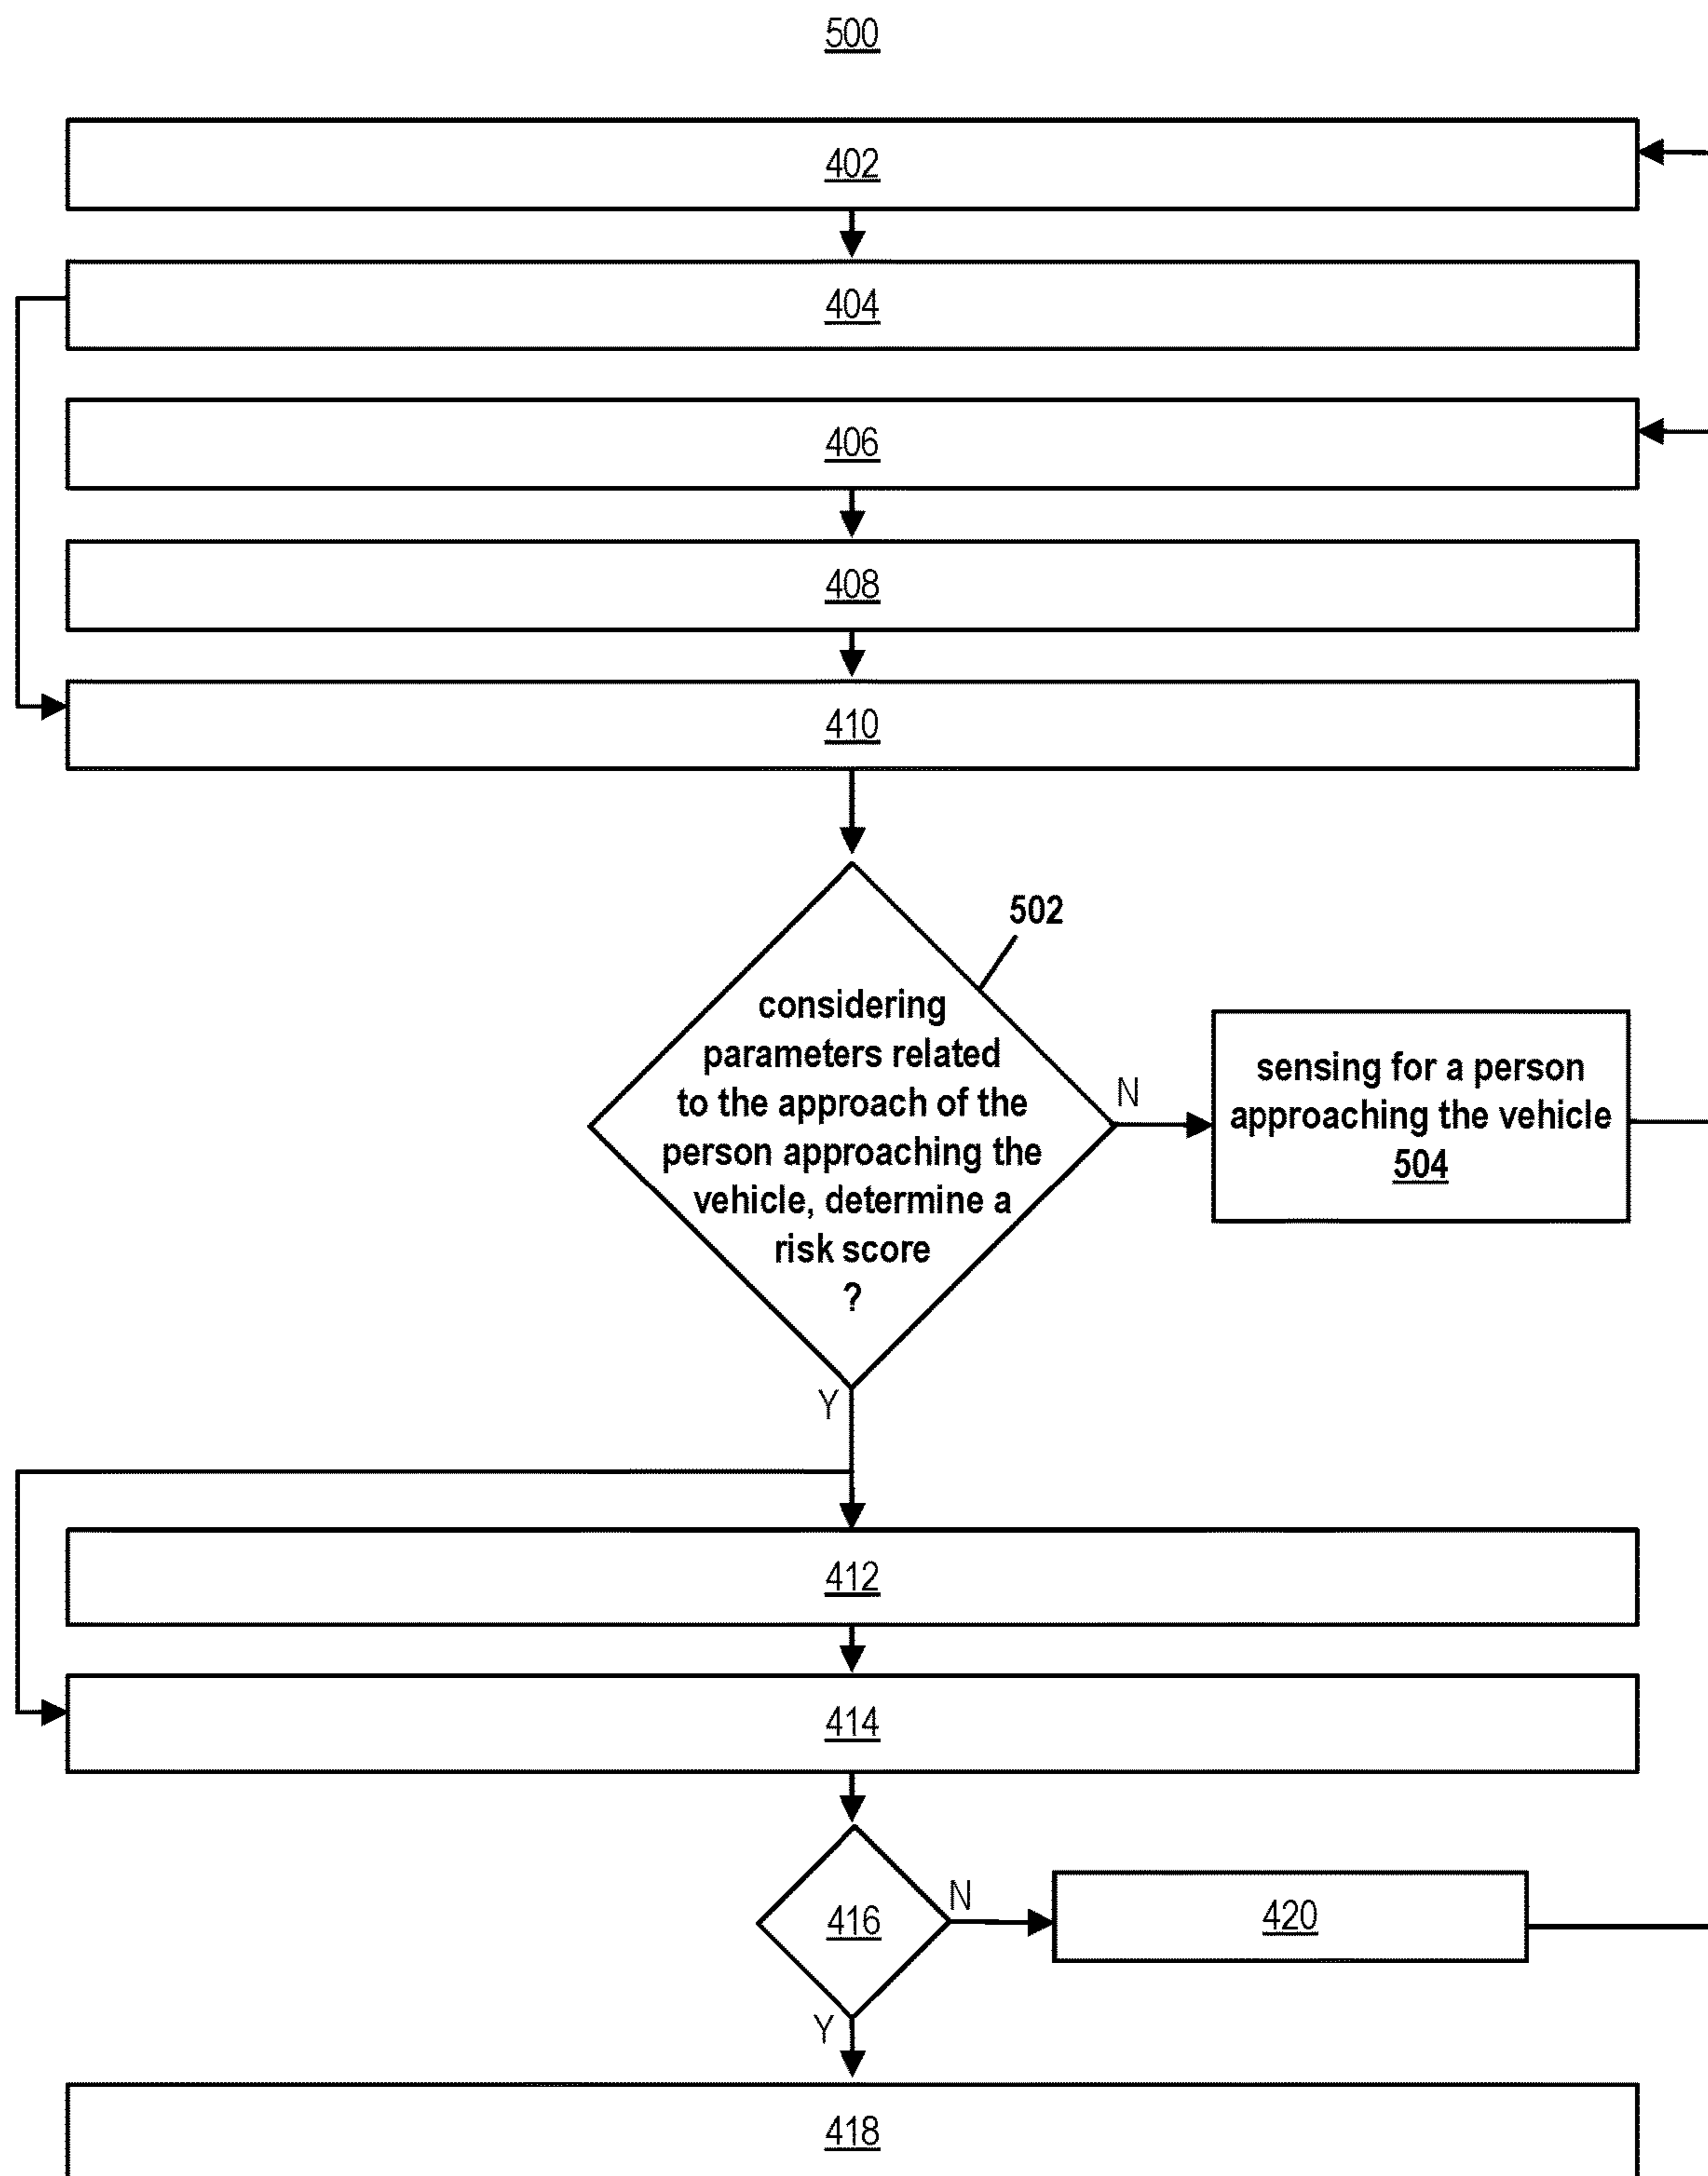 500
402
404
406
408
410
502
considering
parameters related
to the approach of the
person approaching the
vehicle, determine a
risk score
?
N
sensing for a person
approaching the vehicle
504
Y
412
414
416
N
420
Y
418